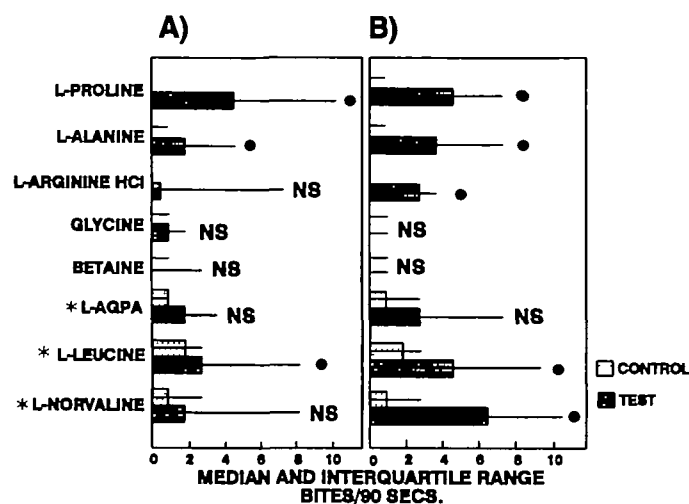 A) B)
L-PROLINE
L-ALANINE
L-ARGININE HCl NS
GLYCINE NS NS
BETAINE NS NS
* L-AGPA NS NS
* L-LEUCINE
CONTROL
* L-NORVALINE NS
TEST
0 2 4 6 8 10 0 2 4 6 8 10
MEDIAN AND INTERQUARTILE RANGE
BITES/90 SECS.